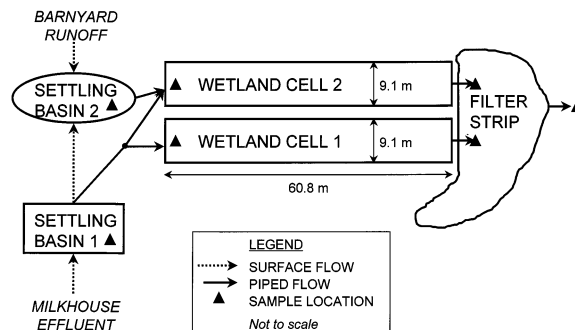 BARNYARD
RUNOFF
SETTLING
BASIN 2
WETLAND CELL 2
9.1 m
FILTER
STRIP
WETLAND CELL 1
9.1 m
60.8 m
SETTLING
BASIN 1
MILKHOUSE
EFFLUENT
LEGEND
SURFACE FLOW
PIPED FLOW
SAMPLE LOCATION
Not to scale